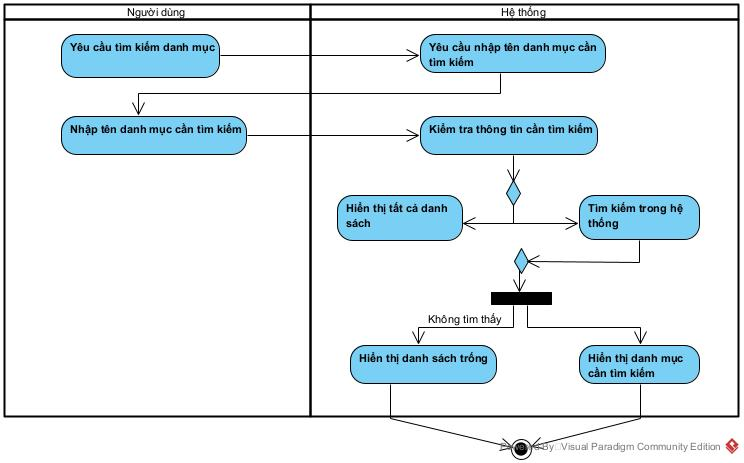 Người dùng
Hệ thống
Yêu cầu tìm kiếm danh mục
Yêu cầu nhập tên danh mục cần
tìm kiếm
Nhập tên danh mục cần tìm kiếm
Kiểm tra thông tin cần tìm kiếm
Hiển thị tất cả danh
sách
Tìm kiếm trong hệ
thống
Không tìm thấy
Hiển thị danh sách trống
Hiển thị danh mục
cần tìm kiếm
Powered By Visual Paradigm Community Edition